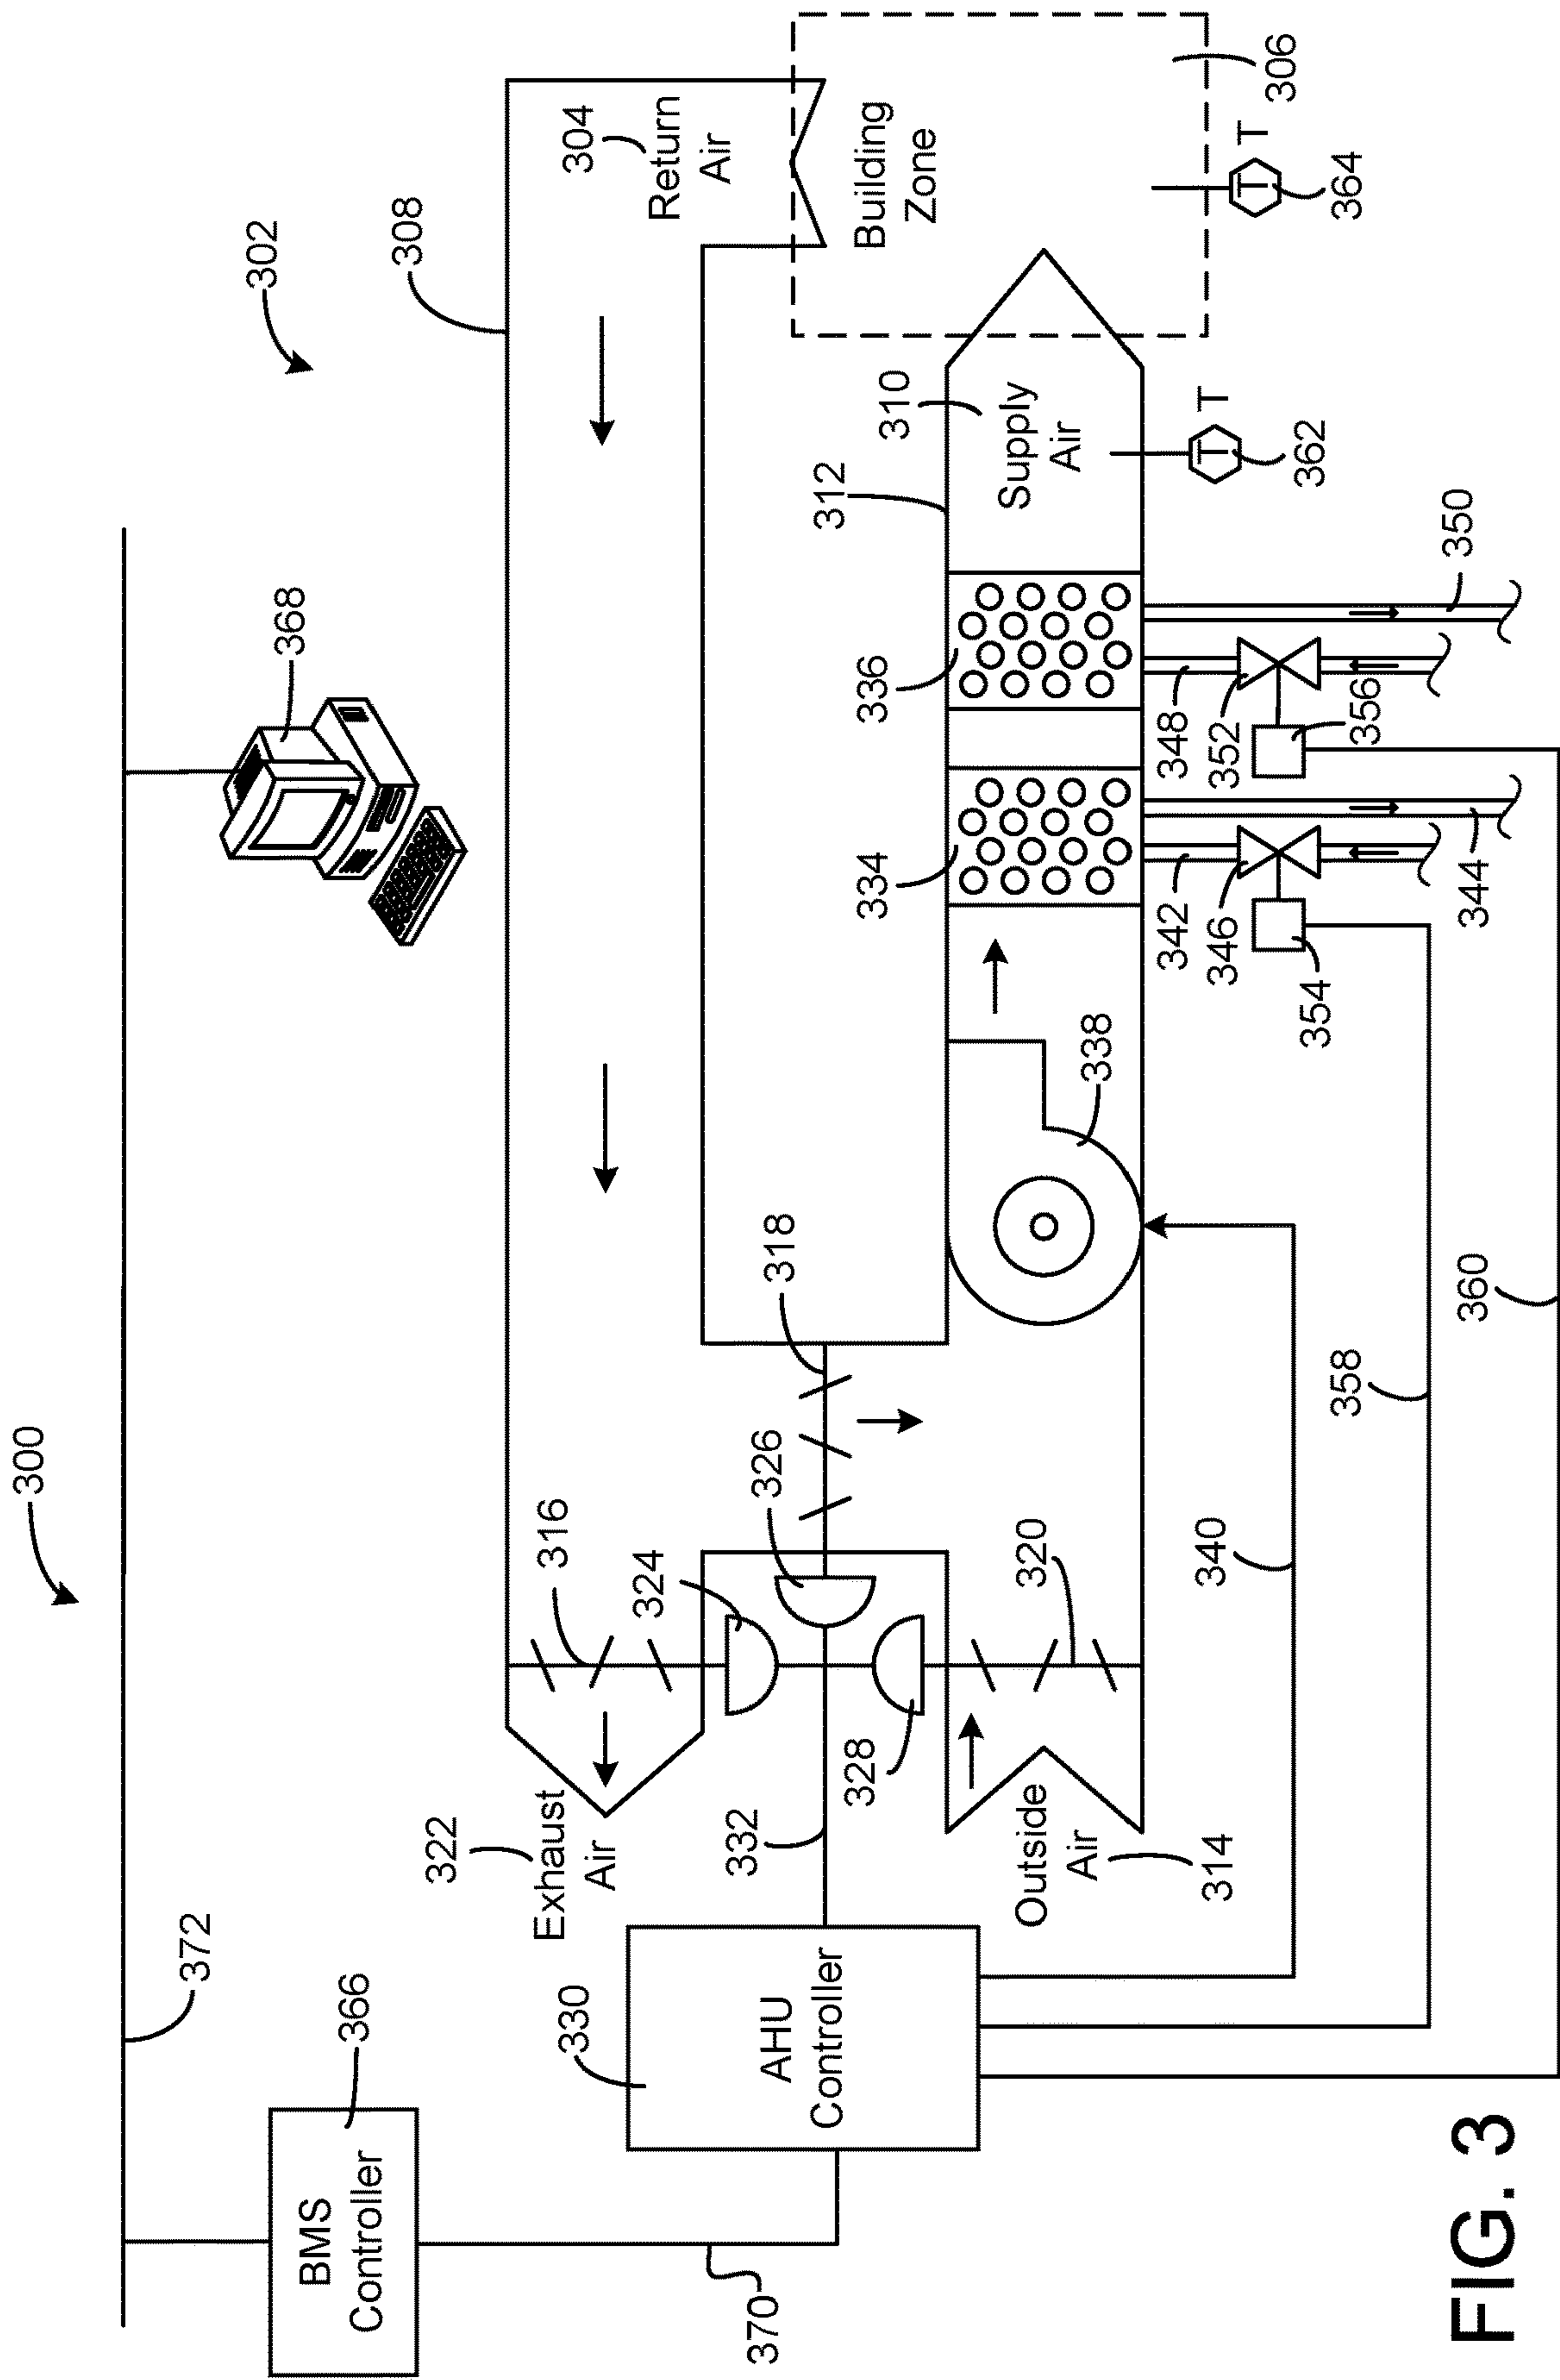 300
372
366
BMS
Controller
370
368
302
308
304
Return
Air
322
Exhaust
Air
316
324
326
318
330
AHU
Controller
332
328
Building
Zone
306
334
336
312
310
Supply
Air
Outside
Air
314
320
338
342
346
354
348
352
356
344
350
362
T
T
364
T
T
340
358
360
FIG. 3